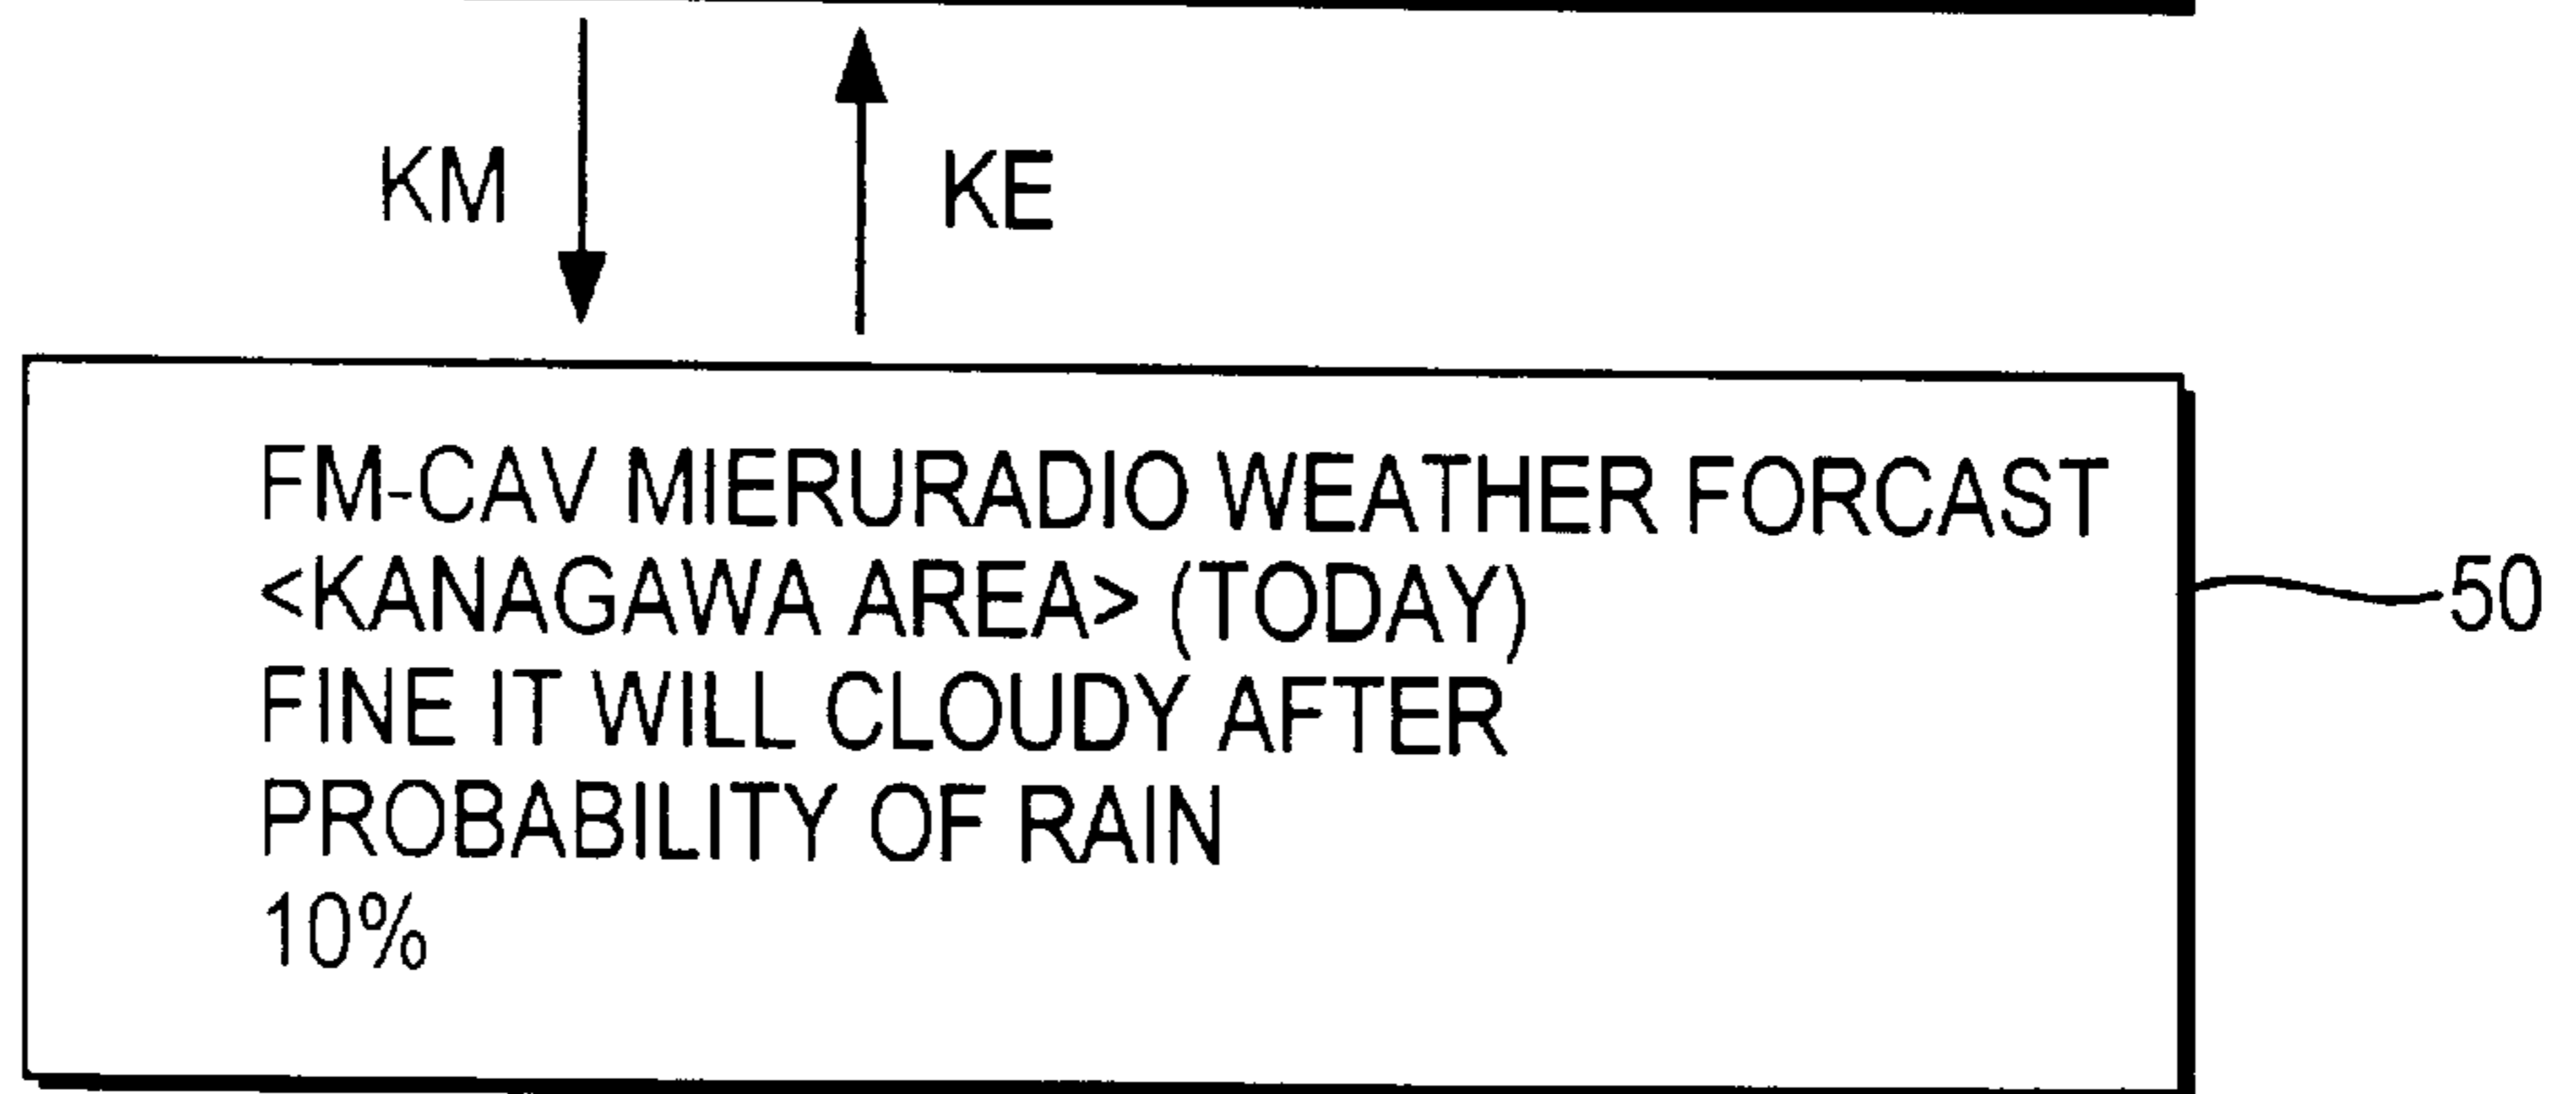 KM
KE
FM-CAV MIERURADIO WEATHER FORCAST
<KANAGAWA AREA> (TODAY)
FINE IT WILL CLOUDY AFTER
PROBABILITY OF RAIN
10%
50